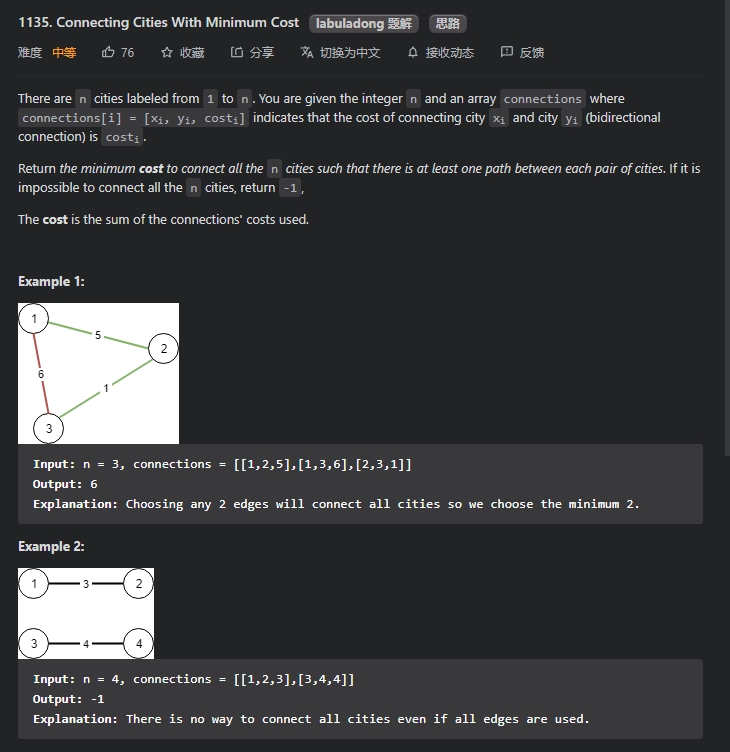 1135. Connecting Cities With Minimum Cost labuladong 题解 思路
难度 中等 76 收藏 分享 切换为中文 接收动态 反馈
There are n cities labeled from 1 to n. You are given the integer n and an array connections where
connections[i] = [xi, yi, costi] indicates that the cost of connecting city xi and city yi (bidirectional
connection) is costi.
Return the minimum cost to connect all the n cities such that there is at least one path between each pair of cities. If it is
impossible to connect all the n cities, return -1,
The cost is the sum of the connections' costs used.
Example 1:
1
5
2
6
1
3
Input: n = 3, connections = [[1,2,5],[1,3,6],[2,3,1]]
Output: 6
Explanation: Choosing any 2 edges will connect all cities so we choose the minimum 2.
Example 2:
1 3 2
3 4 4
Input: n = 4, connections = [[1,2,3],[3,4,4]]
Output: -1
Explanation: There is no way to connect all cities even if all edges are used.